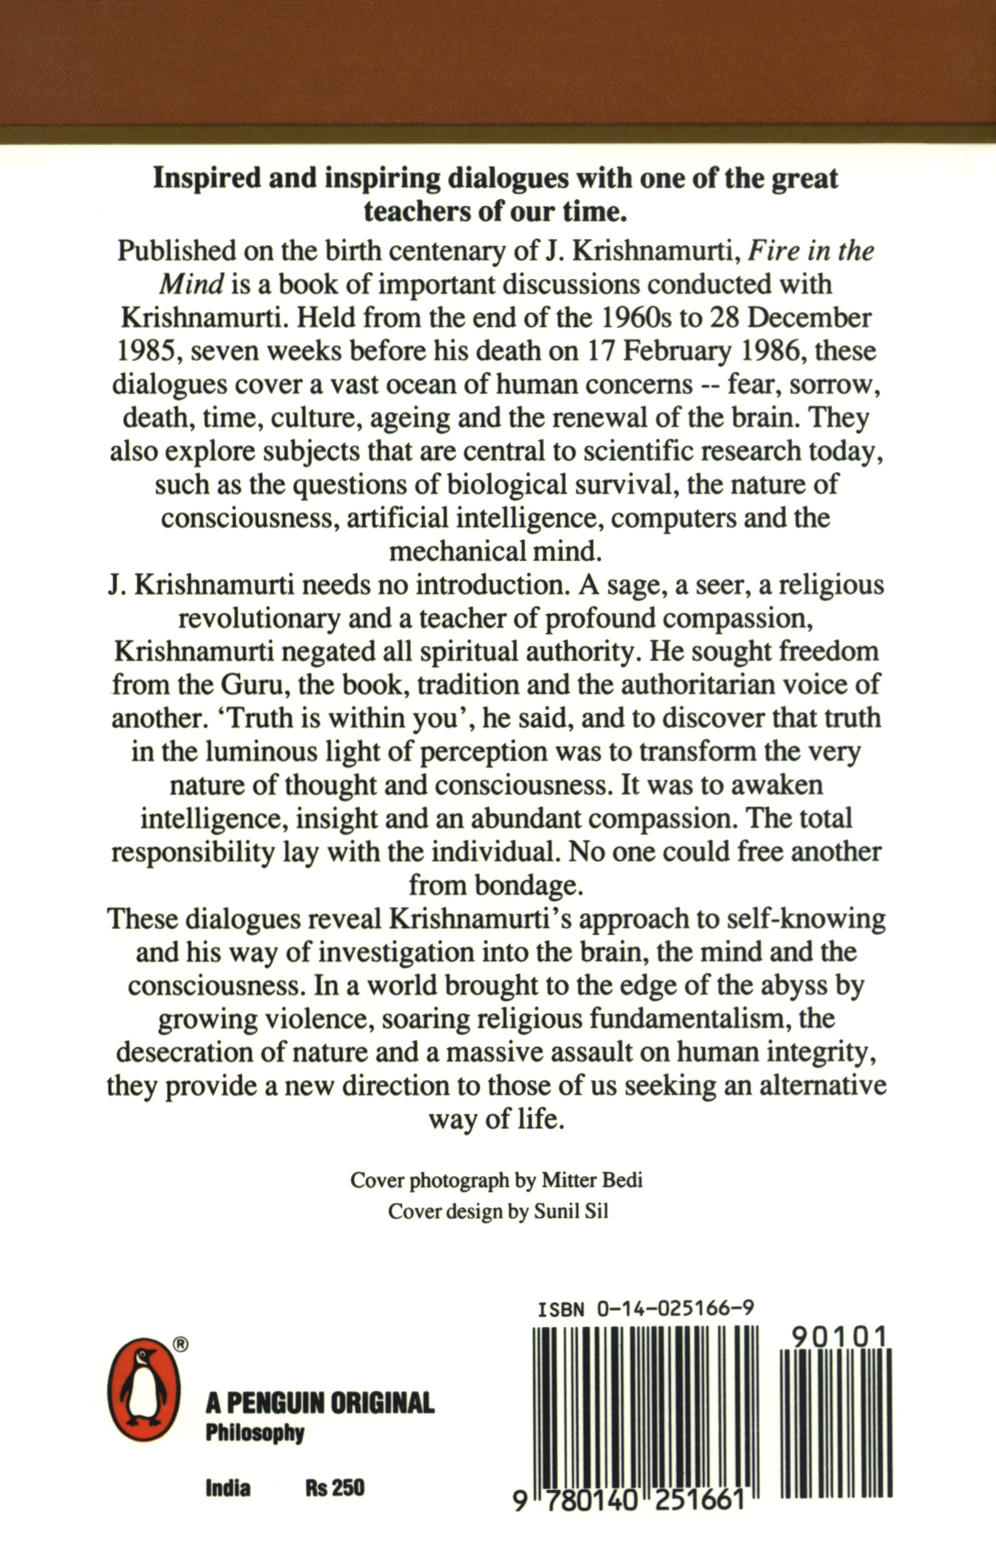 Inspired and inspiring dialogues with one of the great
teachers of our time.
Published on the birth centenary of J. Krishnamurti, Fire in the
Mind is a book of important discussions conducted with
Krishnamurti. Held from the end of the 1960s to 28 December
1985, seven weeks before his death on 17 February 1986, these
dialogues cover a vast ocean of human concerns -- fear, sorrow,
death, time, culture, ageing and the renewal of the brain. They
also explore subjects that are central to scientific research today,
such as the questions of biological survival, the nature of
consciousness, artificial intelligence, computers and the
mechanical mind.
J. Krishnamurti needs no introduction. A sage, a seer, a religious
revolutionary and a teacher of profound compassion,
Krishnamurti negated all spiritual authority. He sought freedom
from the Guru, the book, tradition and the authoritarian voice of
another. ‘Truth is within you’, he said, and to discover that truth
in the luminous light of perception was to transform the very
nature of thought and consciousness. It was to awaken
intelligence, insight and an abundant compassion. The total
responsibility lay with the individual. No one could free another
from bondage.
These dialogues reveal Krishnamurti’s approach to self-knowing
and his way of investigation into the brain, the mind and the
consciousness. In a world brought to the edge of the abyss by
growing violence, soaring religious fundamentalism, the
desecration of nature and a massive assault on human integrity,
they provide a new direction to those of us seeking an alternative
way of life.
Cover photograph by Mitter Bedi
Cover design by Sunil Sil
ISBN 0-14-025166-9
90101
®
A PENGUIN ORIGINAL
Philosophy
India Rs 250
9 780140 251661